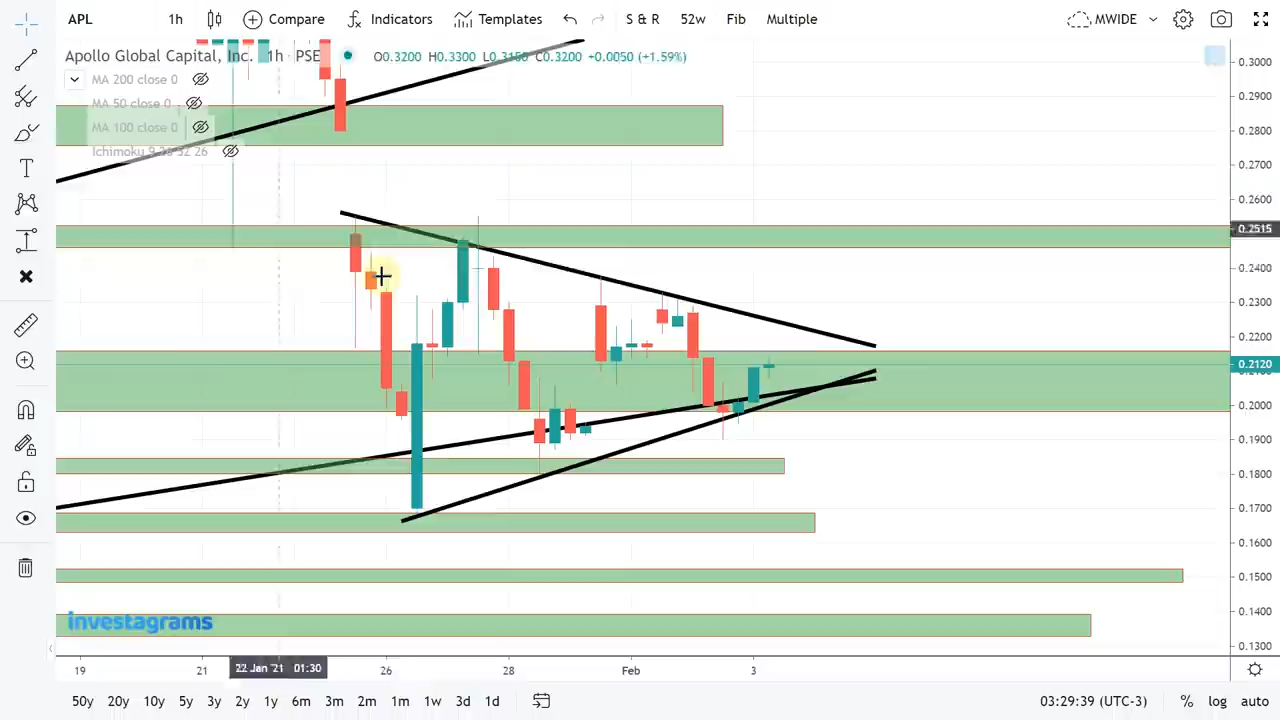 APL 1h Compare Indicators Templates S & R 52w Fib Multiple MWIDE
Apollo Global Capital, Inc. 1h PSE O0.3200 H0.3300 L0.3150 C0.3200 +0.0050 (+1.59%)
MA 200 close 0
MA 50 close 0
MA 100 close 0
Ichimoku 9 26 52 26
0.3000
0.2900
0.2800
0.2700
0.2600
0.2515
0.2400
0.2300
0.2200
0.2120
0.2000
0.1900
0.1800
0.1700
0.1600
0.1500
0.1400
0.1300
investagrams
19 21 22 Jan '21 01:30 26 28 Feb 3
50y 20y 10y 5y 3y 2y 1y 6m 3m 2m 1m 1w 3d 1d 03:29:39 (UTC-3) % log auto